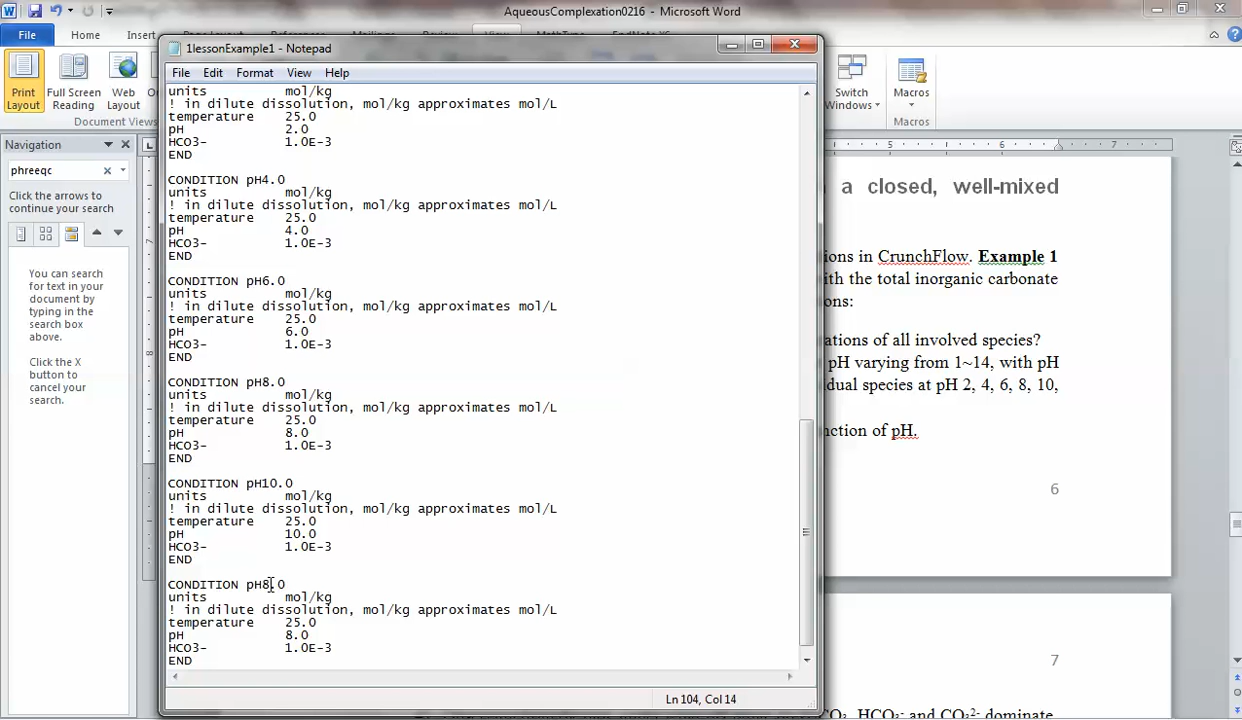 AqueousComplexation0216 - Microsoft Word
File
Home
Insert
Print Layout
Full Screen Reading
Web Layout
Document Views
Switch Windows
Macros
Macros
Navigation
phreeqc
Click the arrows to continue your search
You can search for text in your document by typing in the search box above.
Click the X button to cancel your search.
1lessonExample1 - Notepad
File Edit Format View Help
units mol/kg
! in dilute dissolution, mol/kg approximates mol/L
temperature 25.0
pH 2.0
HCO3- 1.0E-3
END
CONDITION pH4.0
units mol/kg
! in dilute dissolution, mol/kg approximates mol/L
temperature 25.0
pH 4.0
HCO3- 1.0E-3
END
CONDITION pH6.0
units mol/kg
! in dilute dissolution, mol/kg approximates mol/L
temperature 25.0
pH 6.0
HCO3- 1.0E-3
END
CONDITION pH8.0
units mol/kg
! in dilute dissolution, mol/kg approximates mol/L
temperature 25.0
pH 8.0
HCO3- 1.0E-3
END
CONDITION pH10.0
units mol/kg
! in dilute dissolution, mol/kg approximates mol/L
temperature 25.0
pH 10.0
HCO3- 1.0E-3
END
CONDITION pH8.0
units mol/kg
! in dilute dissolution, mol/kg approximates mol/L
temperature 25.0
pH 8.0
HCO3- 1.0E-3
END
Ln 104, Col 14
5 6 7
a closed, well-mixed
ions in CrunchFlow. Example 1
ith the total inorganic carbonate
ons:
ations of all involved species?
pH varying from 1~14, with pH
dual species at pH 2, 4, 6, 8, 10,
nction of pH.
6
7
HCO3- and CO3 2- dominate